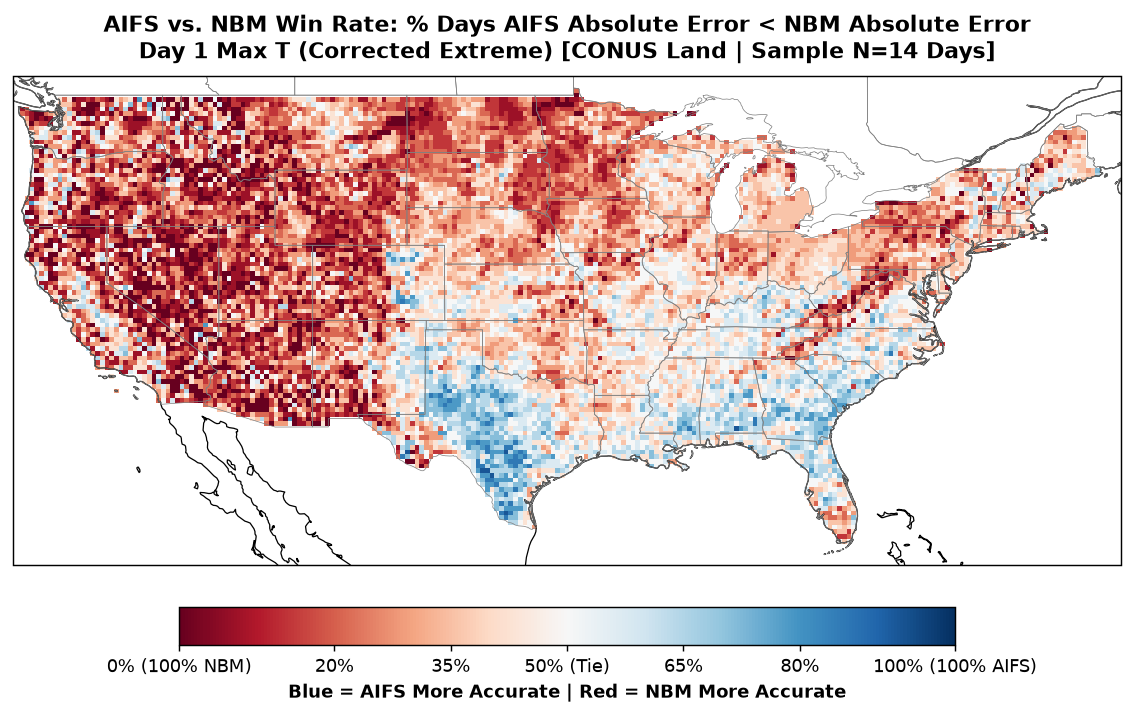 AIFS vs. NBM Win Rate: % Days AIFS Absolute Error < NBM Absolute Error
Day 1 Max T (Corrected Extreme) [CONUS Land | Sample N=14 Days]
0% (100% NBM) 20% 35% 50% (Tie) 65% 80% 100% (100% AIFS)
Blue = AIFS More Accurate | Red = NBM More Accurate